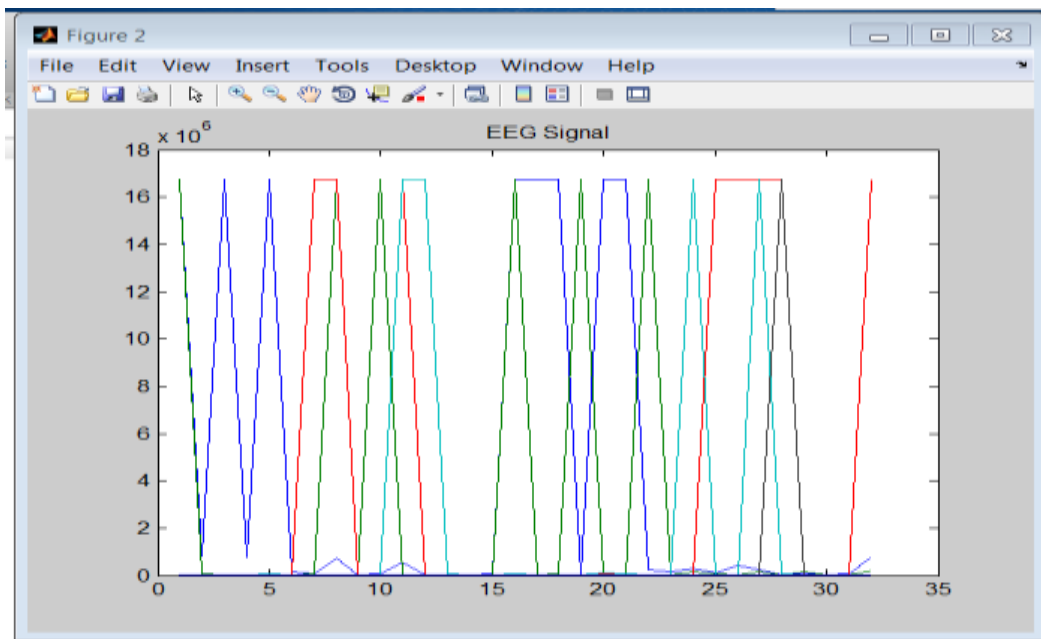 Figure 2
File Edit View Insert Tools Desktop Window Help
x 10^6
EEG Signal
18
16
14
12
10
8
6
4
2
0
0 5 10 15 20 25 30 35